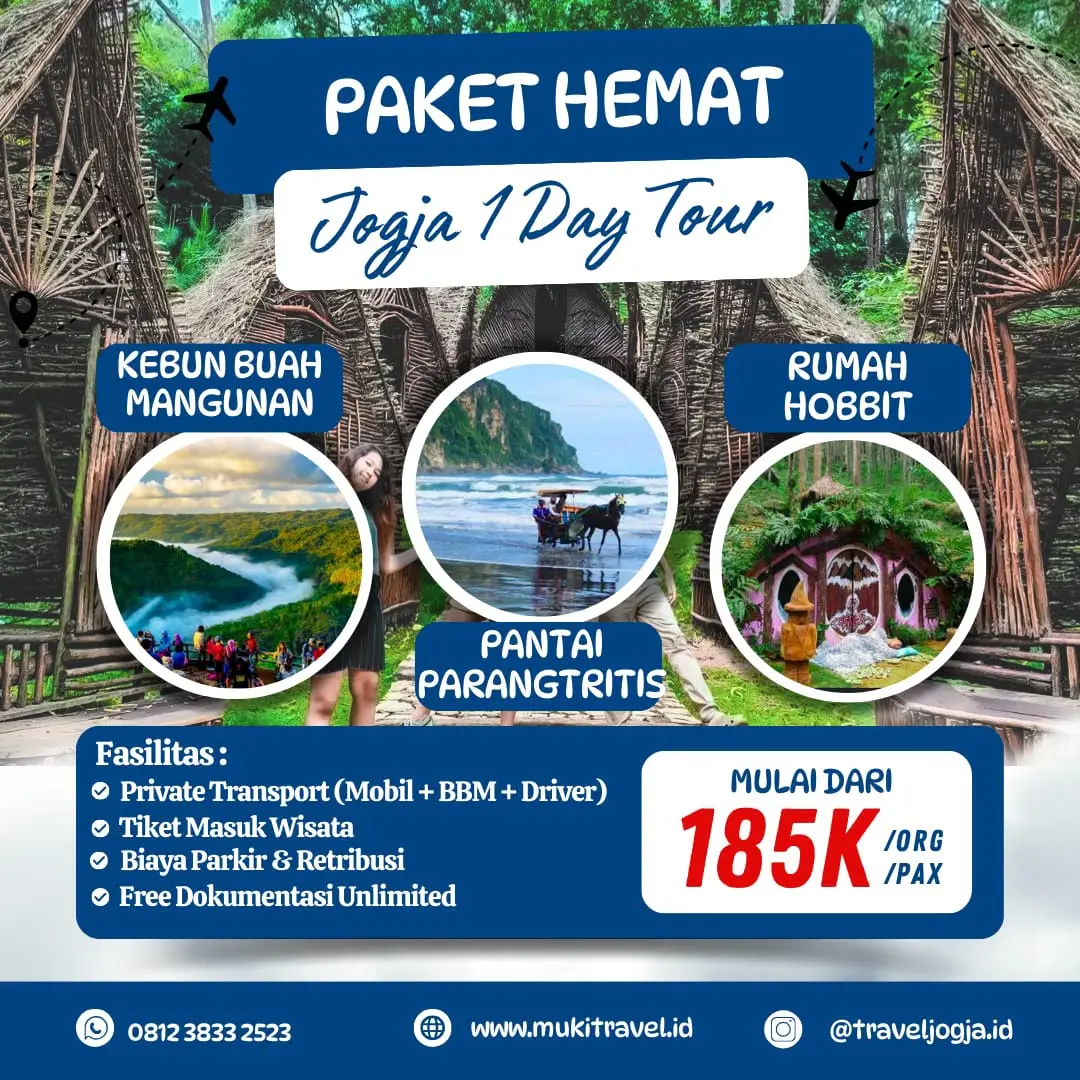 PAKET HEMAT
Jogja 1 Day Tour
KEBUN BUAH
MANGUNAN
RUMAH
HOBBIT
PANTAI
PARANGTRITIS
Fasilitas :
Private Transport (Mobil + BBM + Driver)
Tiket Masuk Wisata
Biaya Parkir & Retribusi
Free Dokumentasi Unlimited
MULAI DARI
185K /ORG
/PAX
0812 3833 2523
www.mukitravel.id
@traveljogja.id